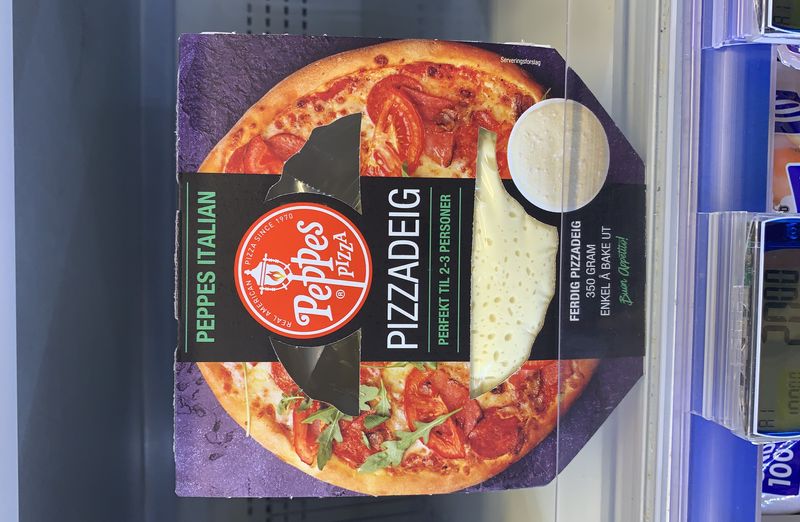 Serveringsforslag
PEPPES ITALIAN
REAL AMERICAN PIZZA SINCE 1970
Peppes
PIZZA
®
PIZZADEIG
PERFEKT TIL 2-3 PERSONER
FERDIG PIZZADEIG
350 GRAM
ENKEL Å BAKE UT
Buon Appetito!
100